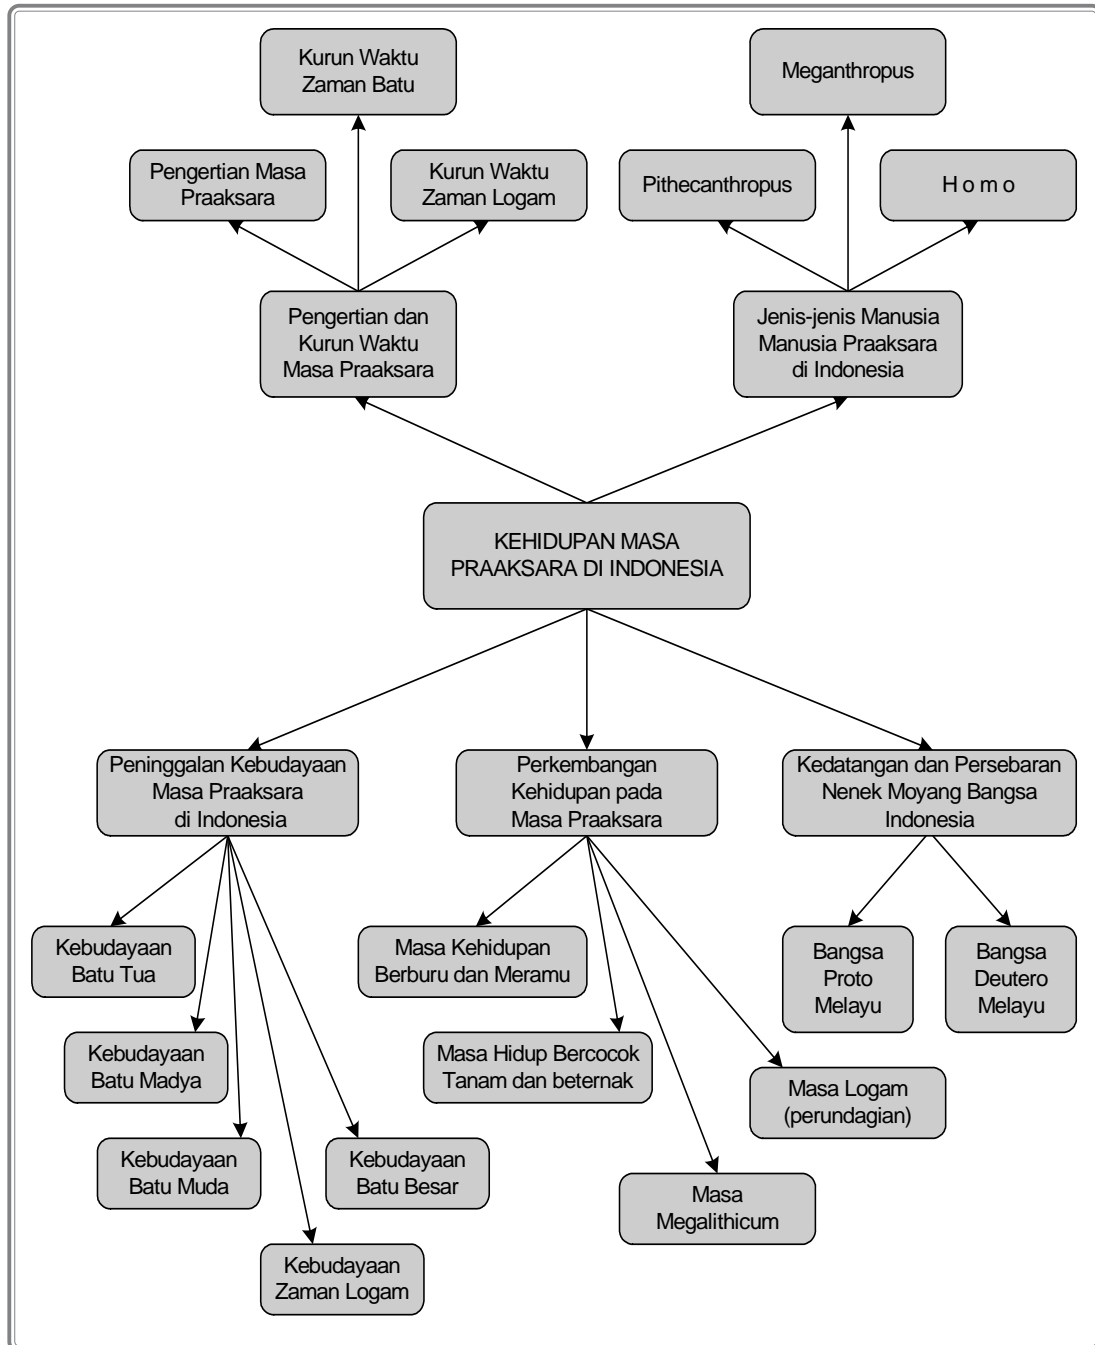 Kurun Waktu
Zaman Batu
Meganthropus
Pengertian Masa
Praaksara
Kurun Waktu
Zaman Logam
Pithecanthropus
H o m o
Pengertian dan
Kurun Waktu
Masa Praaksara
Jenis-jenis Manusia
Manusia Praaksara
di Indonesia
KEHIDUPAN MASA
PRAAKSARA DI INDONESIA
Peninggalan Kebudayaan
Masa Praaksara
di Indonesia
Perkembangan
Kehidupan pada
Masa Praaksara
Kedatangan dan Persebaran
Nenek Moyang Bangsa
Indonesia
Kebudayaan
Batu Tua
Masa Kehidupan
Berburu dan Meramu
Bangsa
Proto
Melayu
Bangsa
Deutero
Melayu
Kebudayaan
Batu Madya
Masa Hidup Bercocok
Tanam dan beternak
Masa Logam
(perundagian)
Kebudayaan
Batu Muda
Kebudayaan
Batu Besar
Masa
Megalithicum
Kebudayaan
Zaman Logam